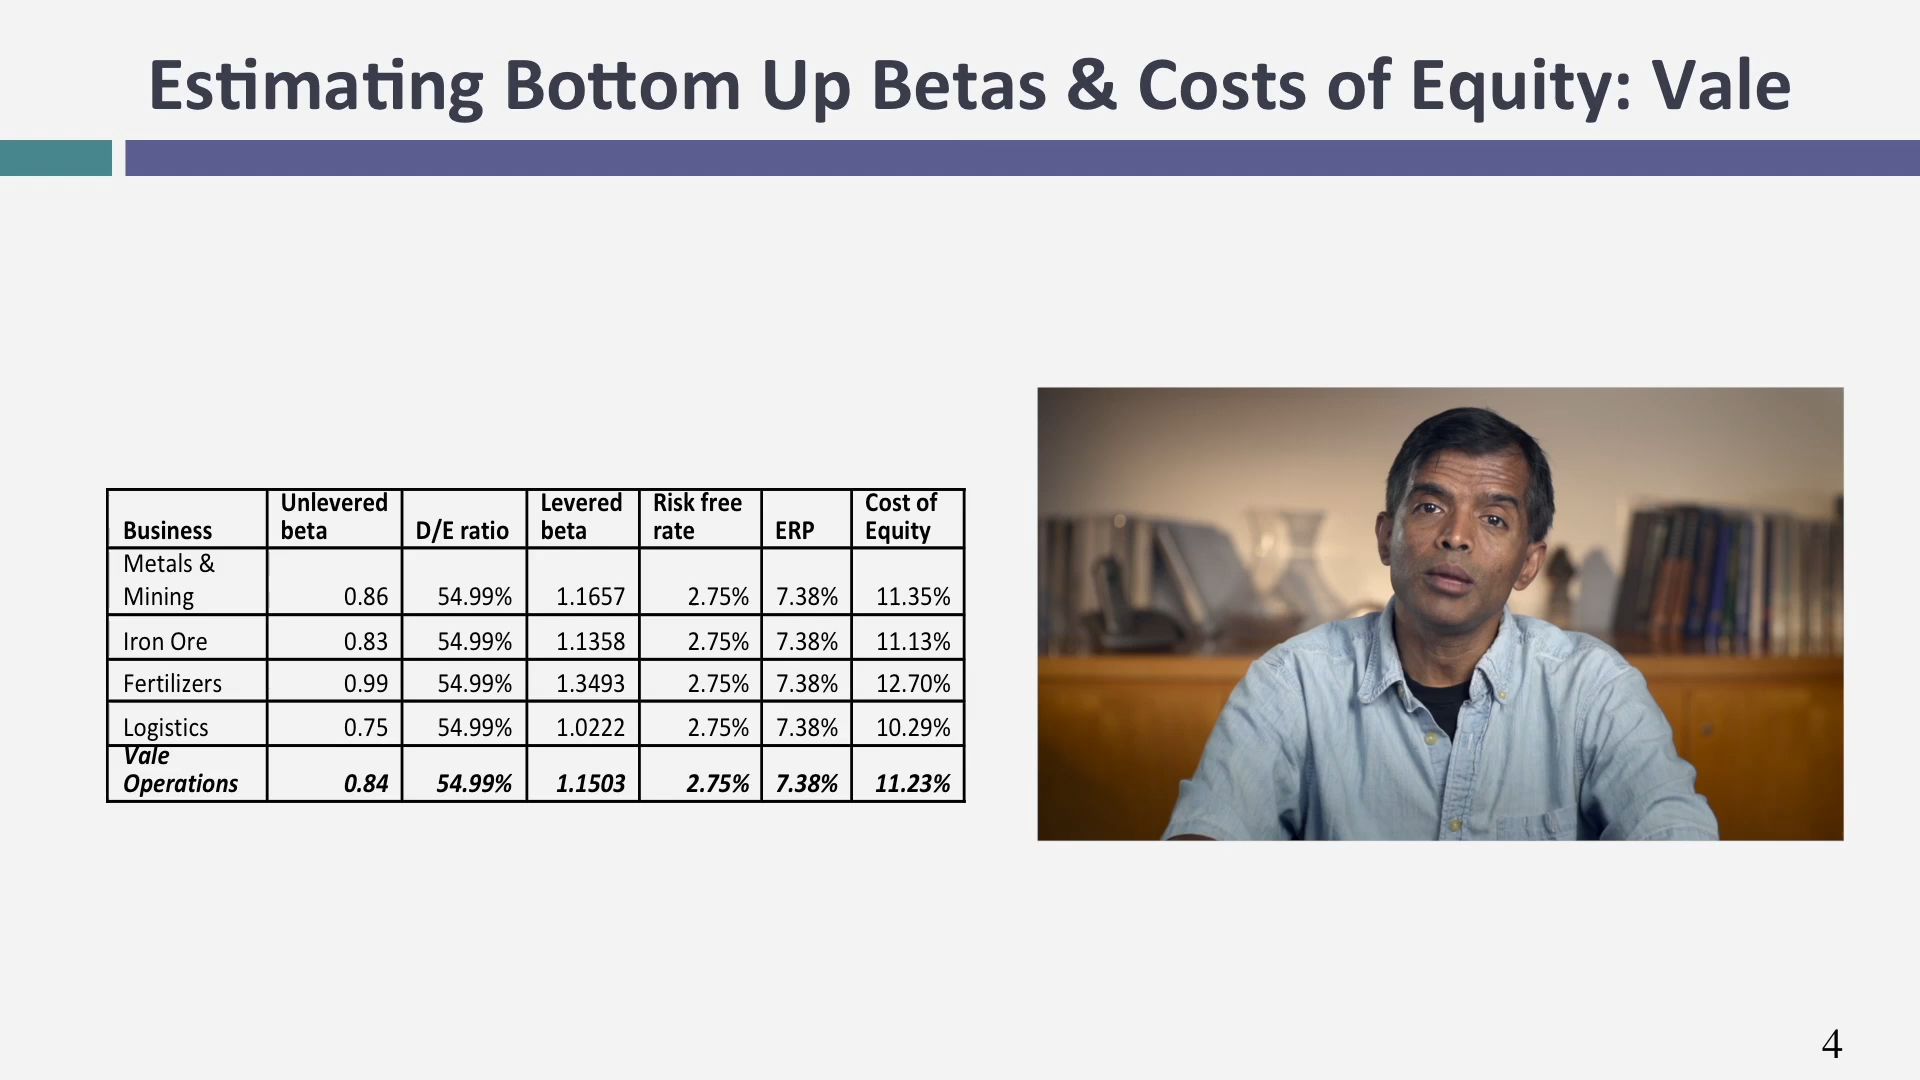 Estimating Bottom Up Betas & Costs of Equity: Vale
Business Unlevered beta D/E ratio Levered beta Risk free rate ERP Cost of Equity
Metals & Mining 0.86 54.99% 1.1657 2.75% 7.38% 11.35%
Iron Ore 0.83 54.99% 1.1358 2.75% 7.38% 11.13%
Fertilizers 0.99 54.99% 1.3493 2.75% 7.38% 12.70%
Logistics 0.75 54.99% 1.0222 2.75% 7.38% 10.29%
Vale Operations 0.84 54.99% 1.1503 2.75% 7.38% 11.23%
4